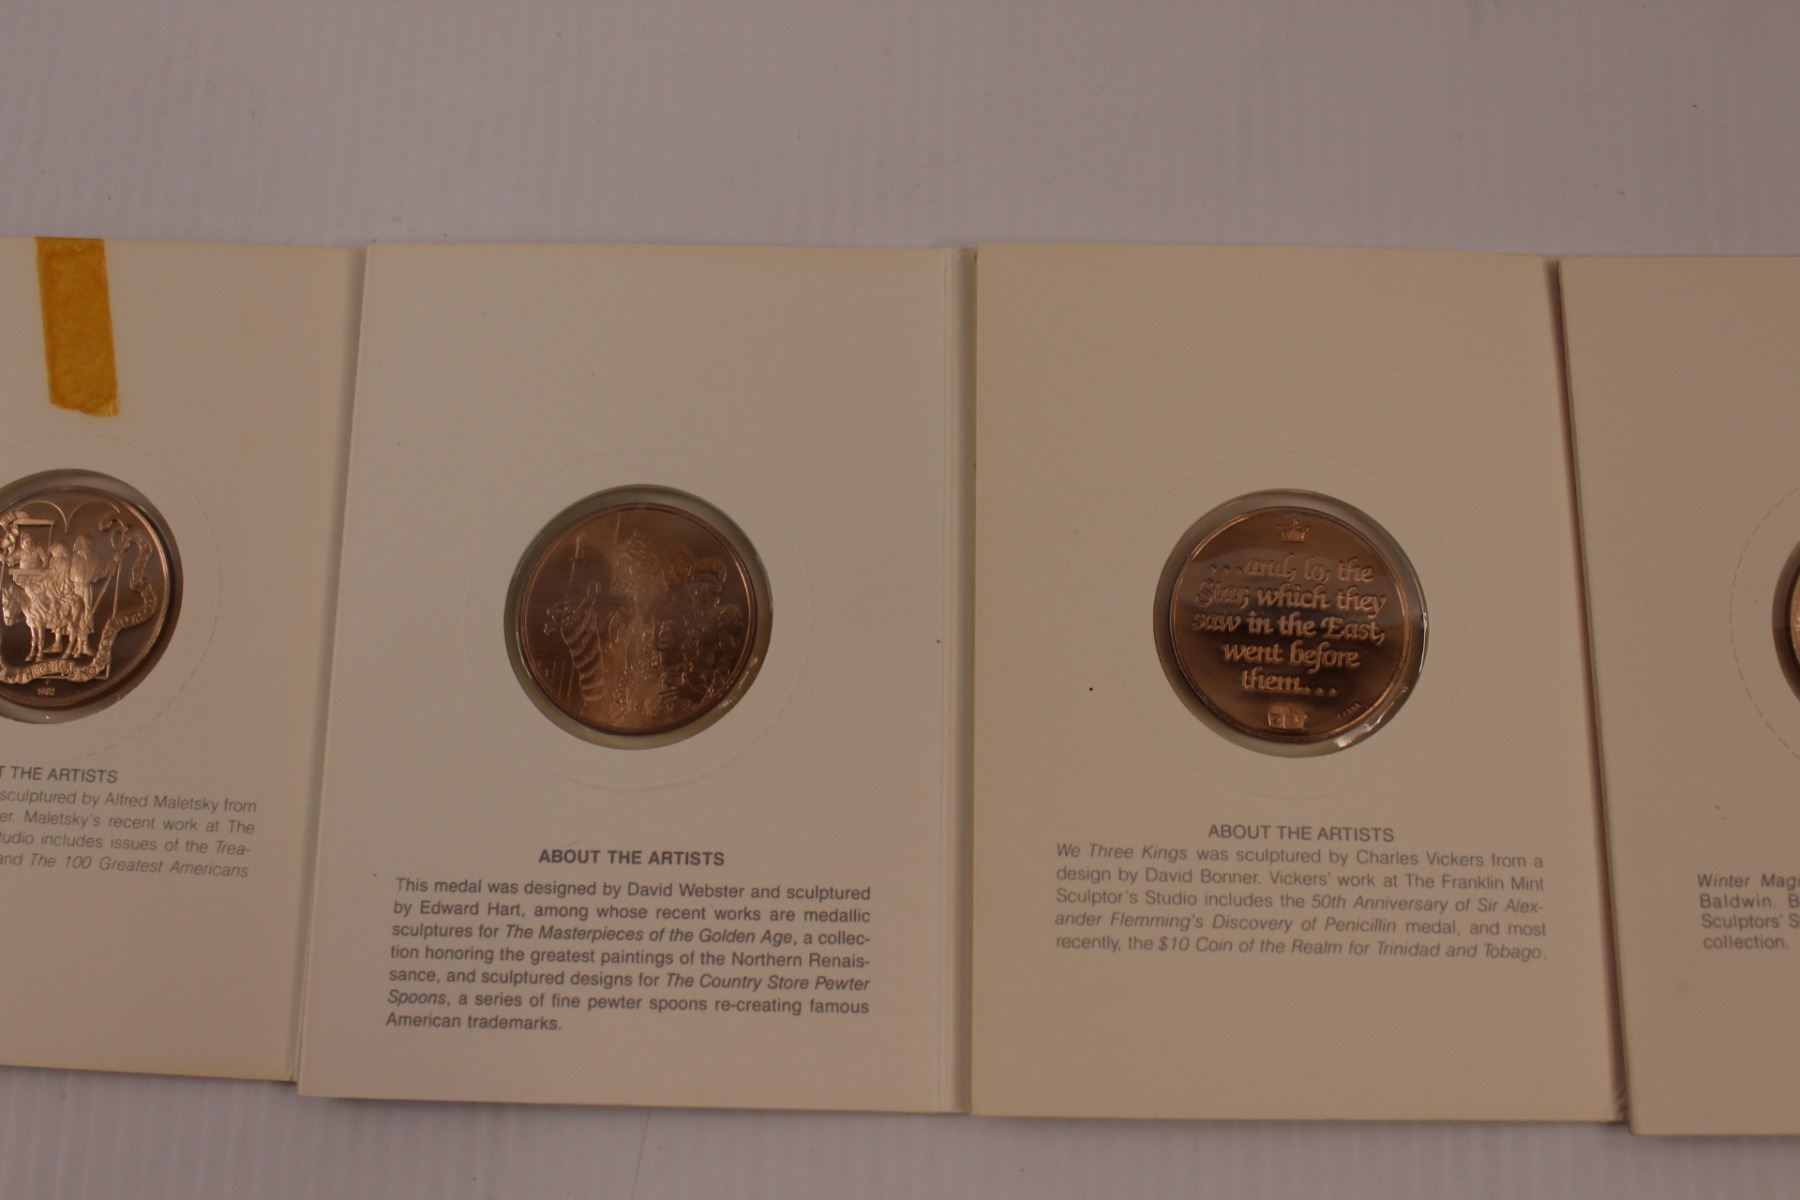 1982
T THE ARTISTS
sculptured by Alfred Maletsky from
er. Maletsky's recent work at The
tudio includes issues of the Trea-
and The 100 Greatest Americans
ABOUT THE ARTISTS
This medal was designed by David Webster and sculptured
by Edward Hart, among whose recent works are medallic
sculptures for The Masterpieces of the Golden Age, a collec-
tion honoring the greatest paintings of the Northern Renais-
sance, and sculptured designs for The Country Store Pewter
Spoons, a series of fine pewter spoons re-creating famous
American trademarks.
...and, lo, the
Star, which they
saw in the East,
went before
them...
ABOUT THE ARTISTS
We Three Kings was sculptured by Charles Vickers from a
design by David Bonner. Vickers' work at The Franklin Mint
Sculptor's Studio includes the 50th Anniversary of Sir Alex-
ander Flemming's Discovery of Penicillin medal, and most
recently, the $10 Coin of the Realm for Trinidad and Tobago.
Winter Mag
Baldwin. B
Sculptors' S
collection.